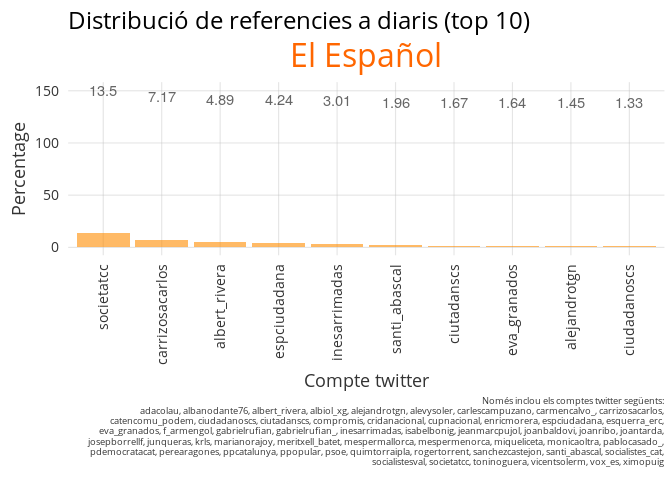 Distribució de referencies a diaris (top 10)
El Español
150
100
50
0
Percentage
13.5
7.17
4.89
4.24
3.01
1.96
1.67
1.64
1.45
1.33
societatcc
carrizosacarlos
albert_rivera
espciudadana
inesarrimadas
santi_abascal
ciutadanscs
eva_granados
alejandrotgn
ciudadanoscs
Compte twitter
Només inclou els comptes twitter següents:
adacolau, albanodante76, albert_rivera, albiol_xg, alejandrotgn, alevysoler, carlescampuzano, carmencalvo_, carrizosacarlos,
catencomu_podem, ciudadanoscs, ciutadanscs, compromis, cridanacional, cupnacional, enricmorera, espciudadana, esquerra_erc,
eva_granados, f_armengol, gabrielrufian, gabrielrufian_, inesarrimadas, isabelbonig, jeanmarcpujol, joanbaldovi, joanribo, joantarda,
josepborrellf, junqueras, krls, marianorajoy, meritxell_batet, mespermallorca, mespermenorca, miqueliceta, monicaoltra, pablocasado_,
pdemocratacat, perearagones, ppcatalunya, ppopular, psoe, quimtorraipla, rogertorrent, sanchezcastejon, santi_abascal, socialistes_cat,
socialistesval, societatcc, toninoguera, vicentsolerm, vox_es, ximopuig